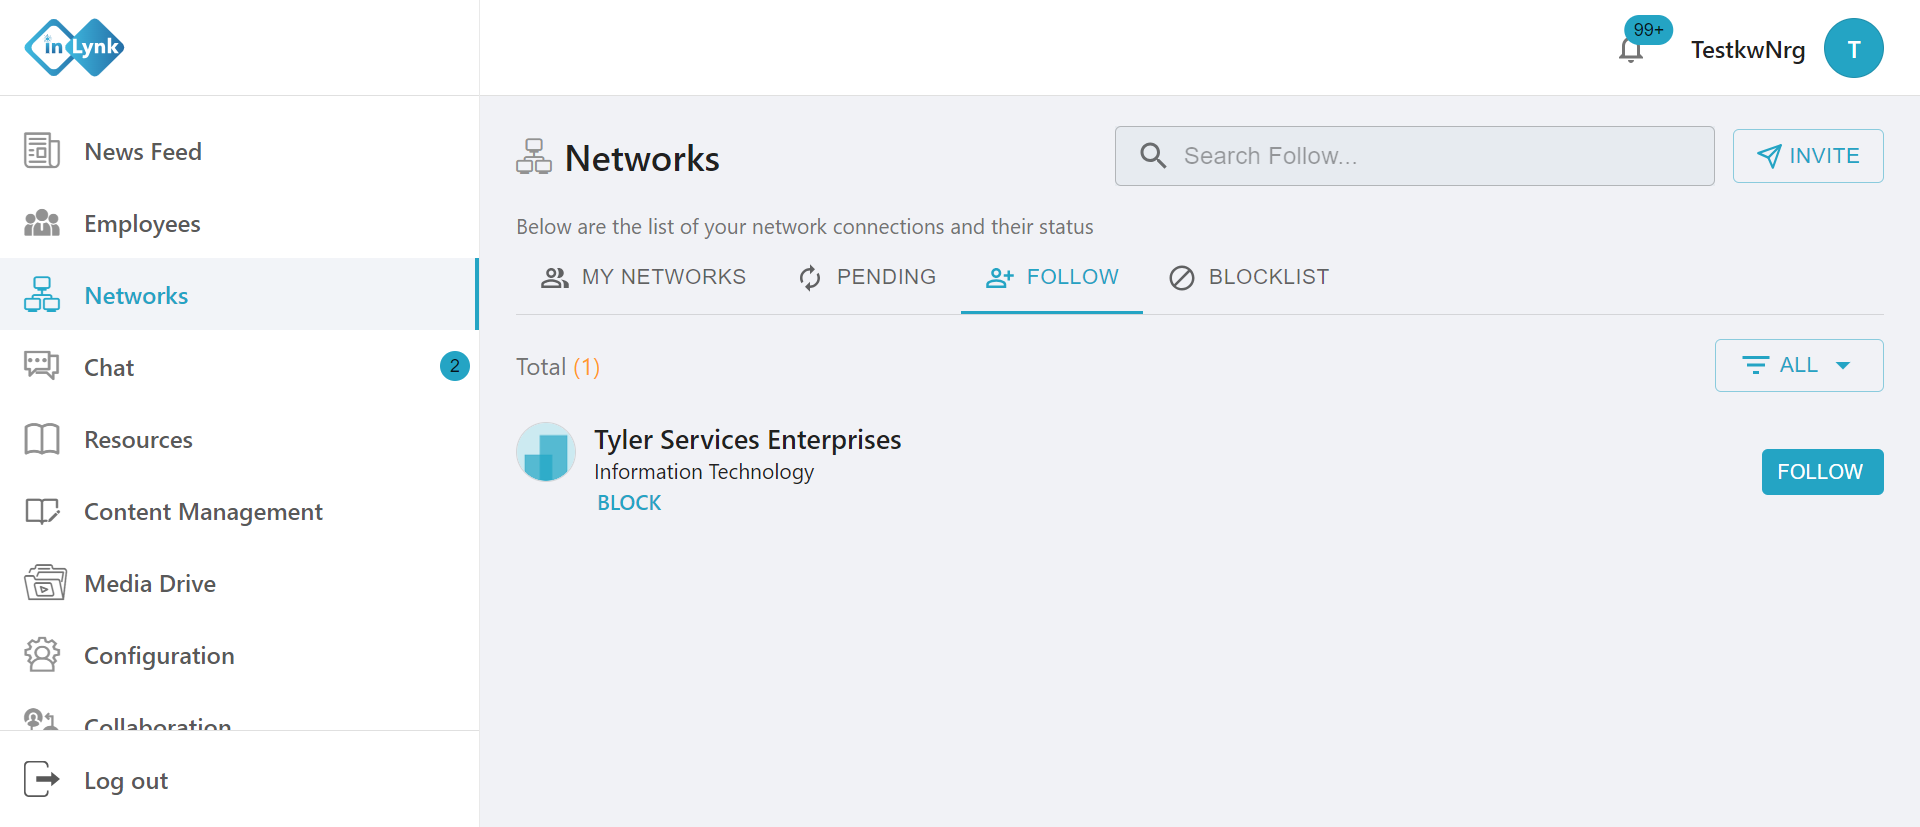 in Lynk
99+
TestkwNrg
T
News Feed
Employees
Networks
Chat
2
Resources
Content Management
Media Drive
Configuration
Collaboration
Log out
Networks
Search Follow...
INVITE
Below are the list of your network connections and their status
MY NETWORKS
PENDING
FOLLOW
BLOCKLIST
Total (1)
ALL
Tyler Services Enterprises
Information Technology
BLOCK
FOLLOW